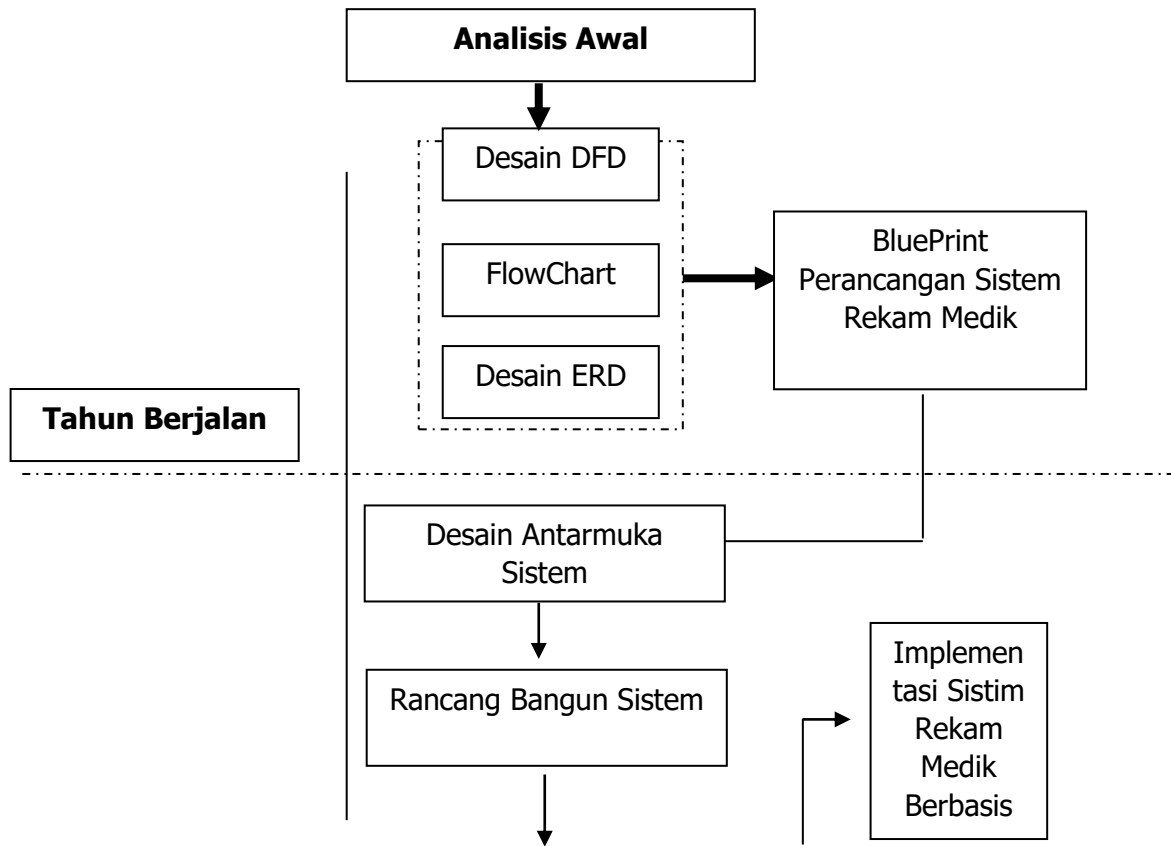 Analisis Awal
Desain DFD
FlowChart
Desain ERD
BluePrint
Perancangan Sistem
Rekam Medik
Tahun Berjalan
Desain Antarmuka
Sistem
Rancang Bangun Sistem
Implemen
tasi Sistim
Rekam
Medik
Berbasis